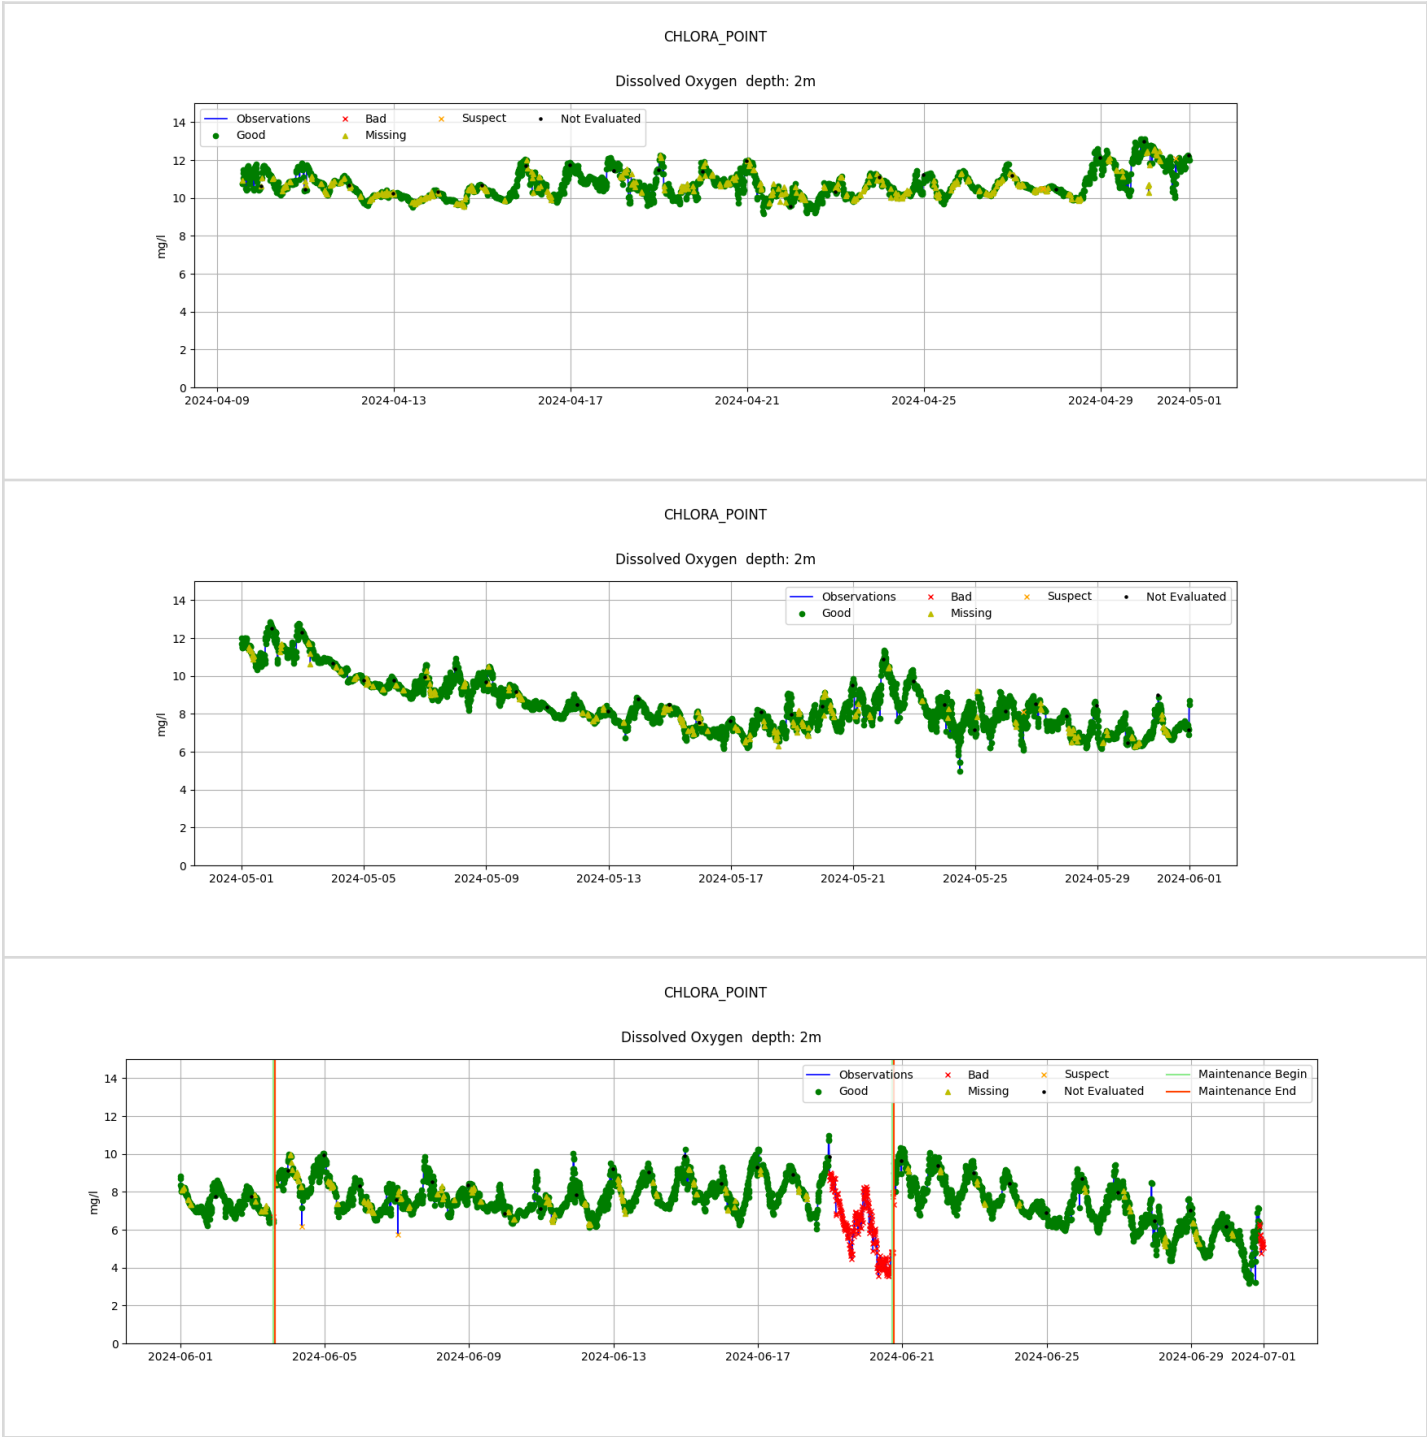 CHLORA_POINT
Dissolved Oxygen depth: 2m
Observations Bad Suspect Not Evaluated
Good Missing
14
12
10
8
6
4
2
0
mg/l
2024-04-09 2024-04-13 2024-04-17 2024-04-21 2024-04-25 2024-04-29 2024-05-01
CHLORA_POINT
Dissolved Oxygen depth: 2m
Observations Bad Suspect Not Evaluated
Good Missing
14
12
10
8
6
4
2
0
mg/l
2024-05-01 2024-05-05 2024-05-09 2024-05-13 2024-05-17 2024-05-21 2024-05-25 2024-05-29 2024-06-01
CHLORA_POINT
Dissolved Oxygen depth: 2m
Observations Bad Suspect Maintenance Begin
Good Missing Not Evaluated Maintenance End
14
12
10
8
6
4
2
0
mg/l
2024-06-01 2024-06-05 2024-06-09 2024-06-13 2024-06-17 2024-06-21 2024-06-25 2024-06-29 2024-07-01